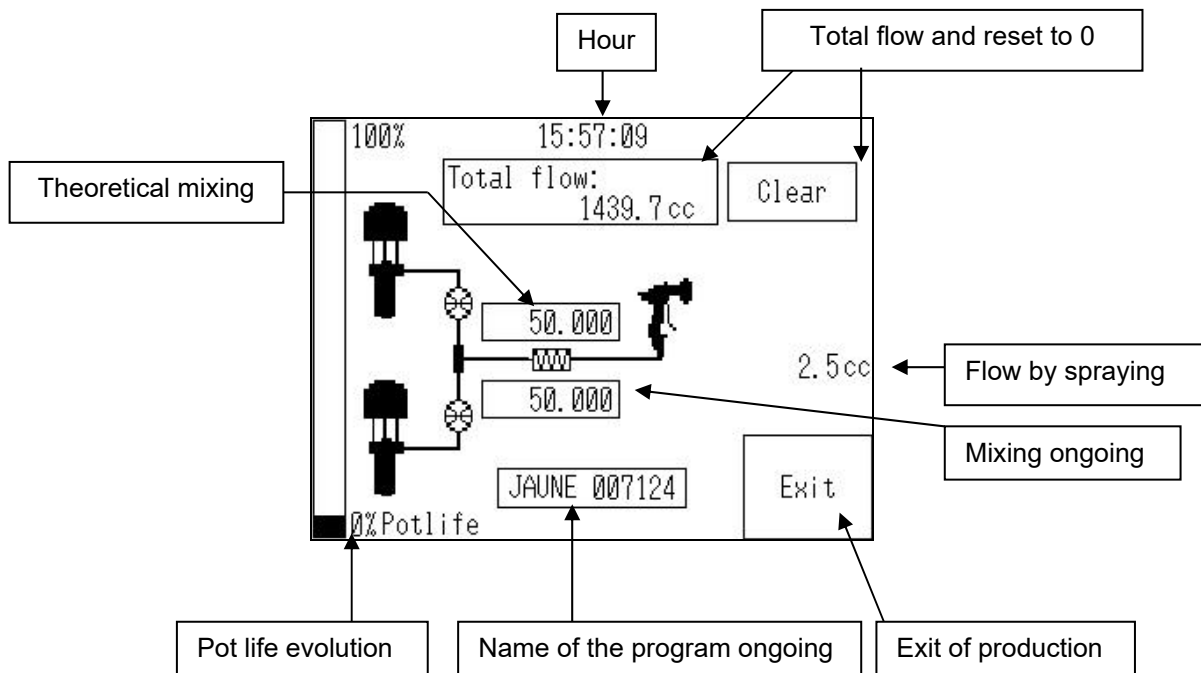 Hour
Total flow and reset to 0
100%
15:57:09
Total flow:
1439.7 cc
Clear
Theoretical mixing
50.000
2.5cc
Flow by spraying
50.000
Mixing ongoing
JAUNE 007124
Exit
0% Potlife
Pot life evolution
Name of the program ongoing
Exit of production